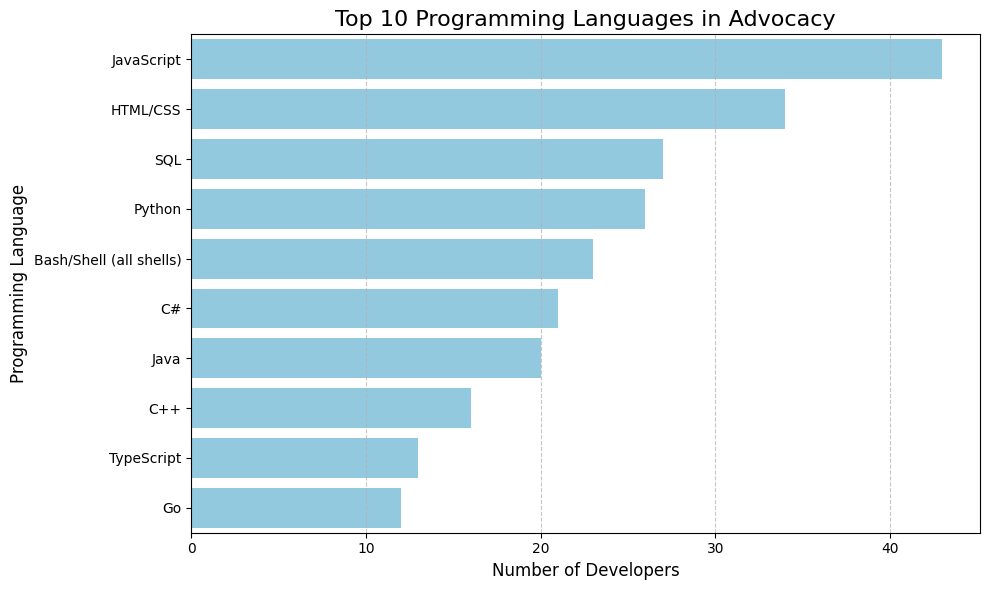 Top 10 Programming Languages in Advocacy
Programming Language
JavaScript
HTML/CSS
SQL
Python
Bash/Shell (all shells)
C#
Java
C++
TypeScript
Go
0 10 20 30 40
Number of Developers